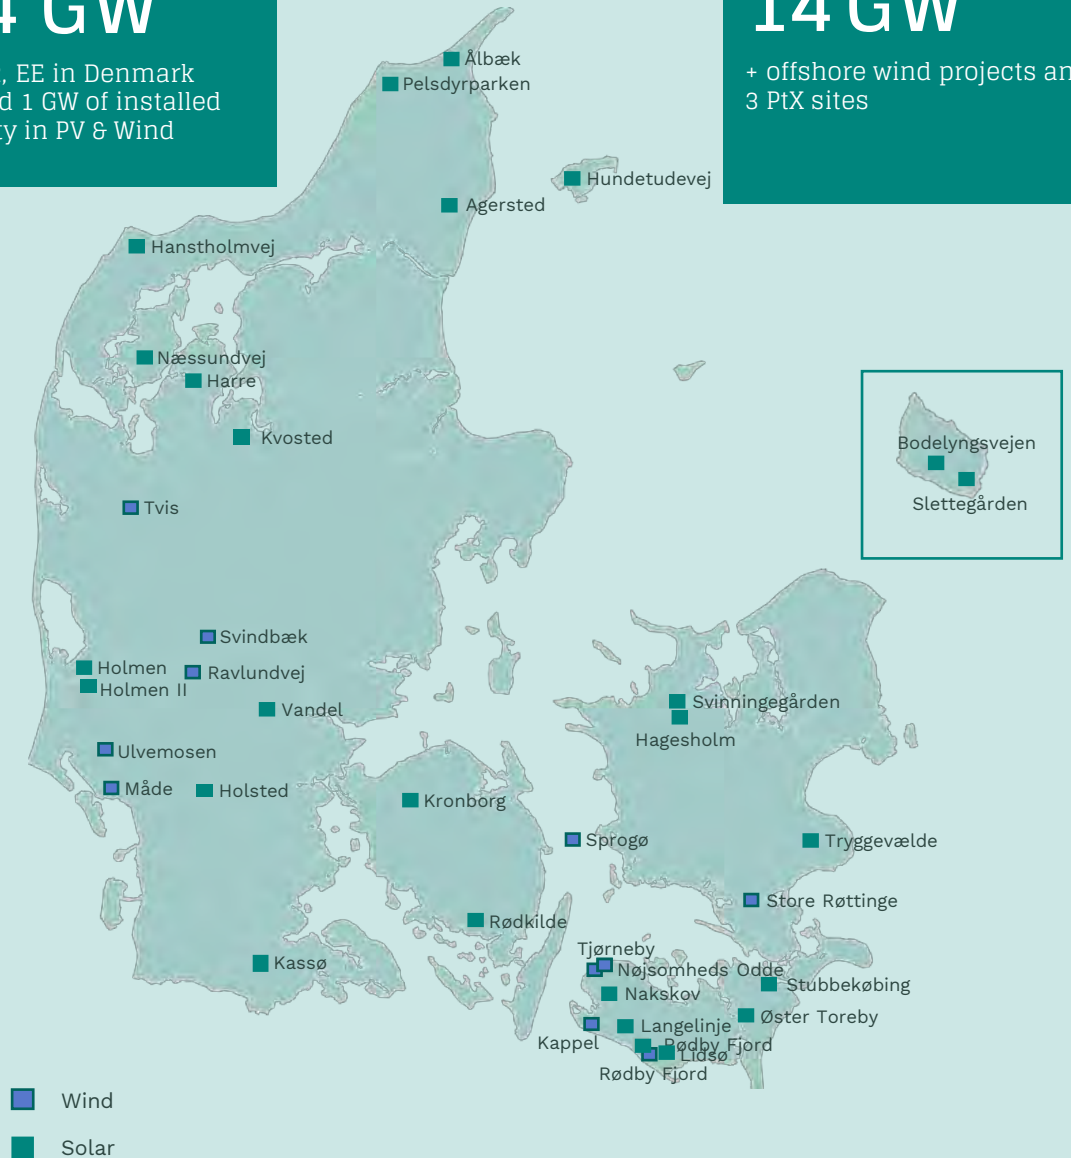 4 GW
, EE in Denmark
d 1 GW of installed
ty in PV & Wind
14 GW
+ offshore wind projects an
3 PtX sites
Ålbæk
Pelsdyrparken
Hundetudevej
Agersted
Hanstholmvej
Næssundvej
Harre
Kvosted
Bodelyngsvejen
Slettegården
Tvis
Svindbæk
Holmen
Ravlundvej
Holmen II
Vandel
Svinningegården
Hagesholm
Ulvemosen
Måde
Holsted
Kronborg
Sprogø
Tryggevælde
Store Røttinge
Rødkilde
Tjørneby
Kassø
Nøjsomheds Odde
Stubbekøbing
Nakskov
Øster Toreby
Langelinje
Kappel
Rødby Fjord
Lidsø
Rødby Fjord
Wind
Solar